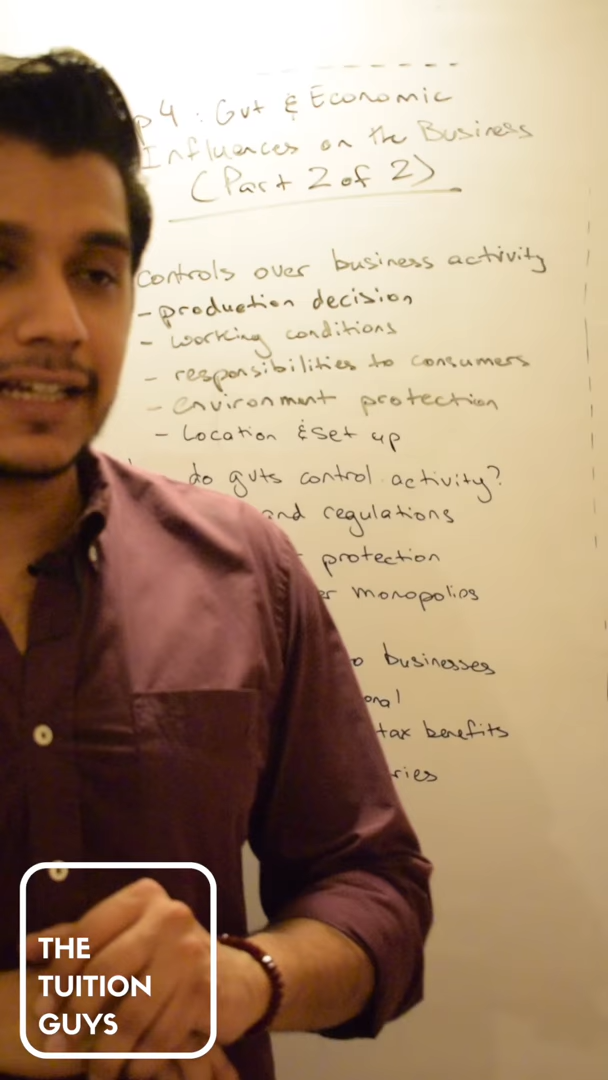 p4 : Gvt & Economic
Influences on the Business
(Part 2 of 2)
controls over business activity
- production decision
- working conditions
- responsibilities to consumers
- environment protection
- Location & set up
do gvts control activity?
and regulations
protection
monopolies
businesses
tax benefits
THE
TUITION
GUYS